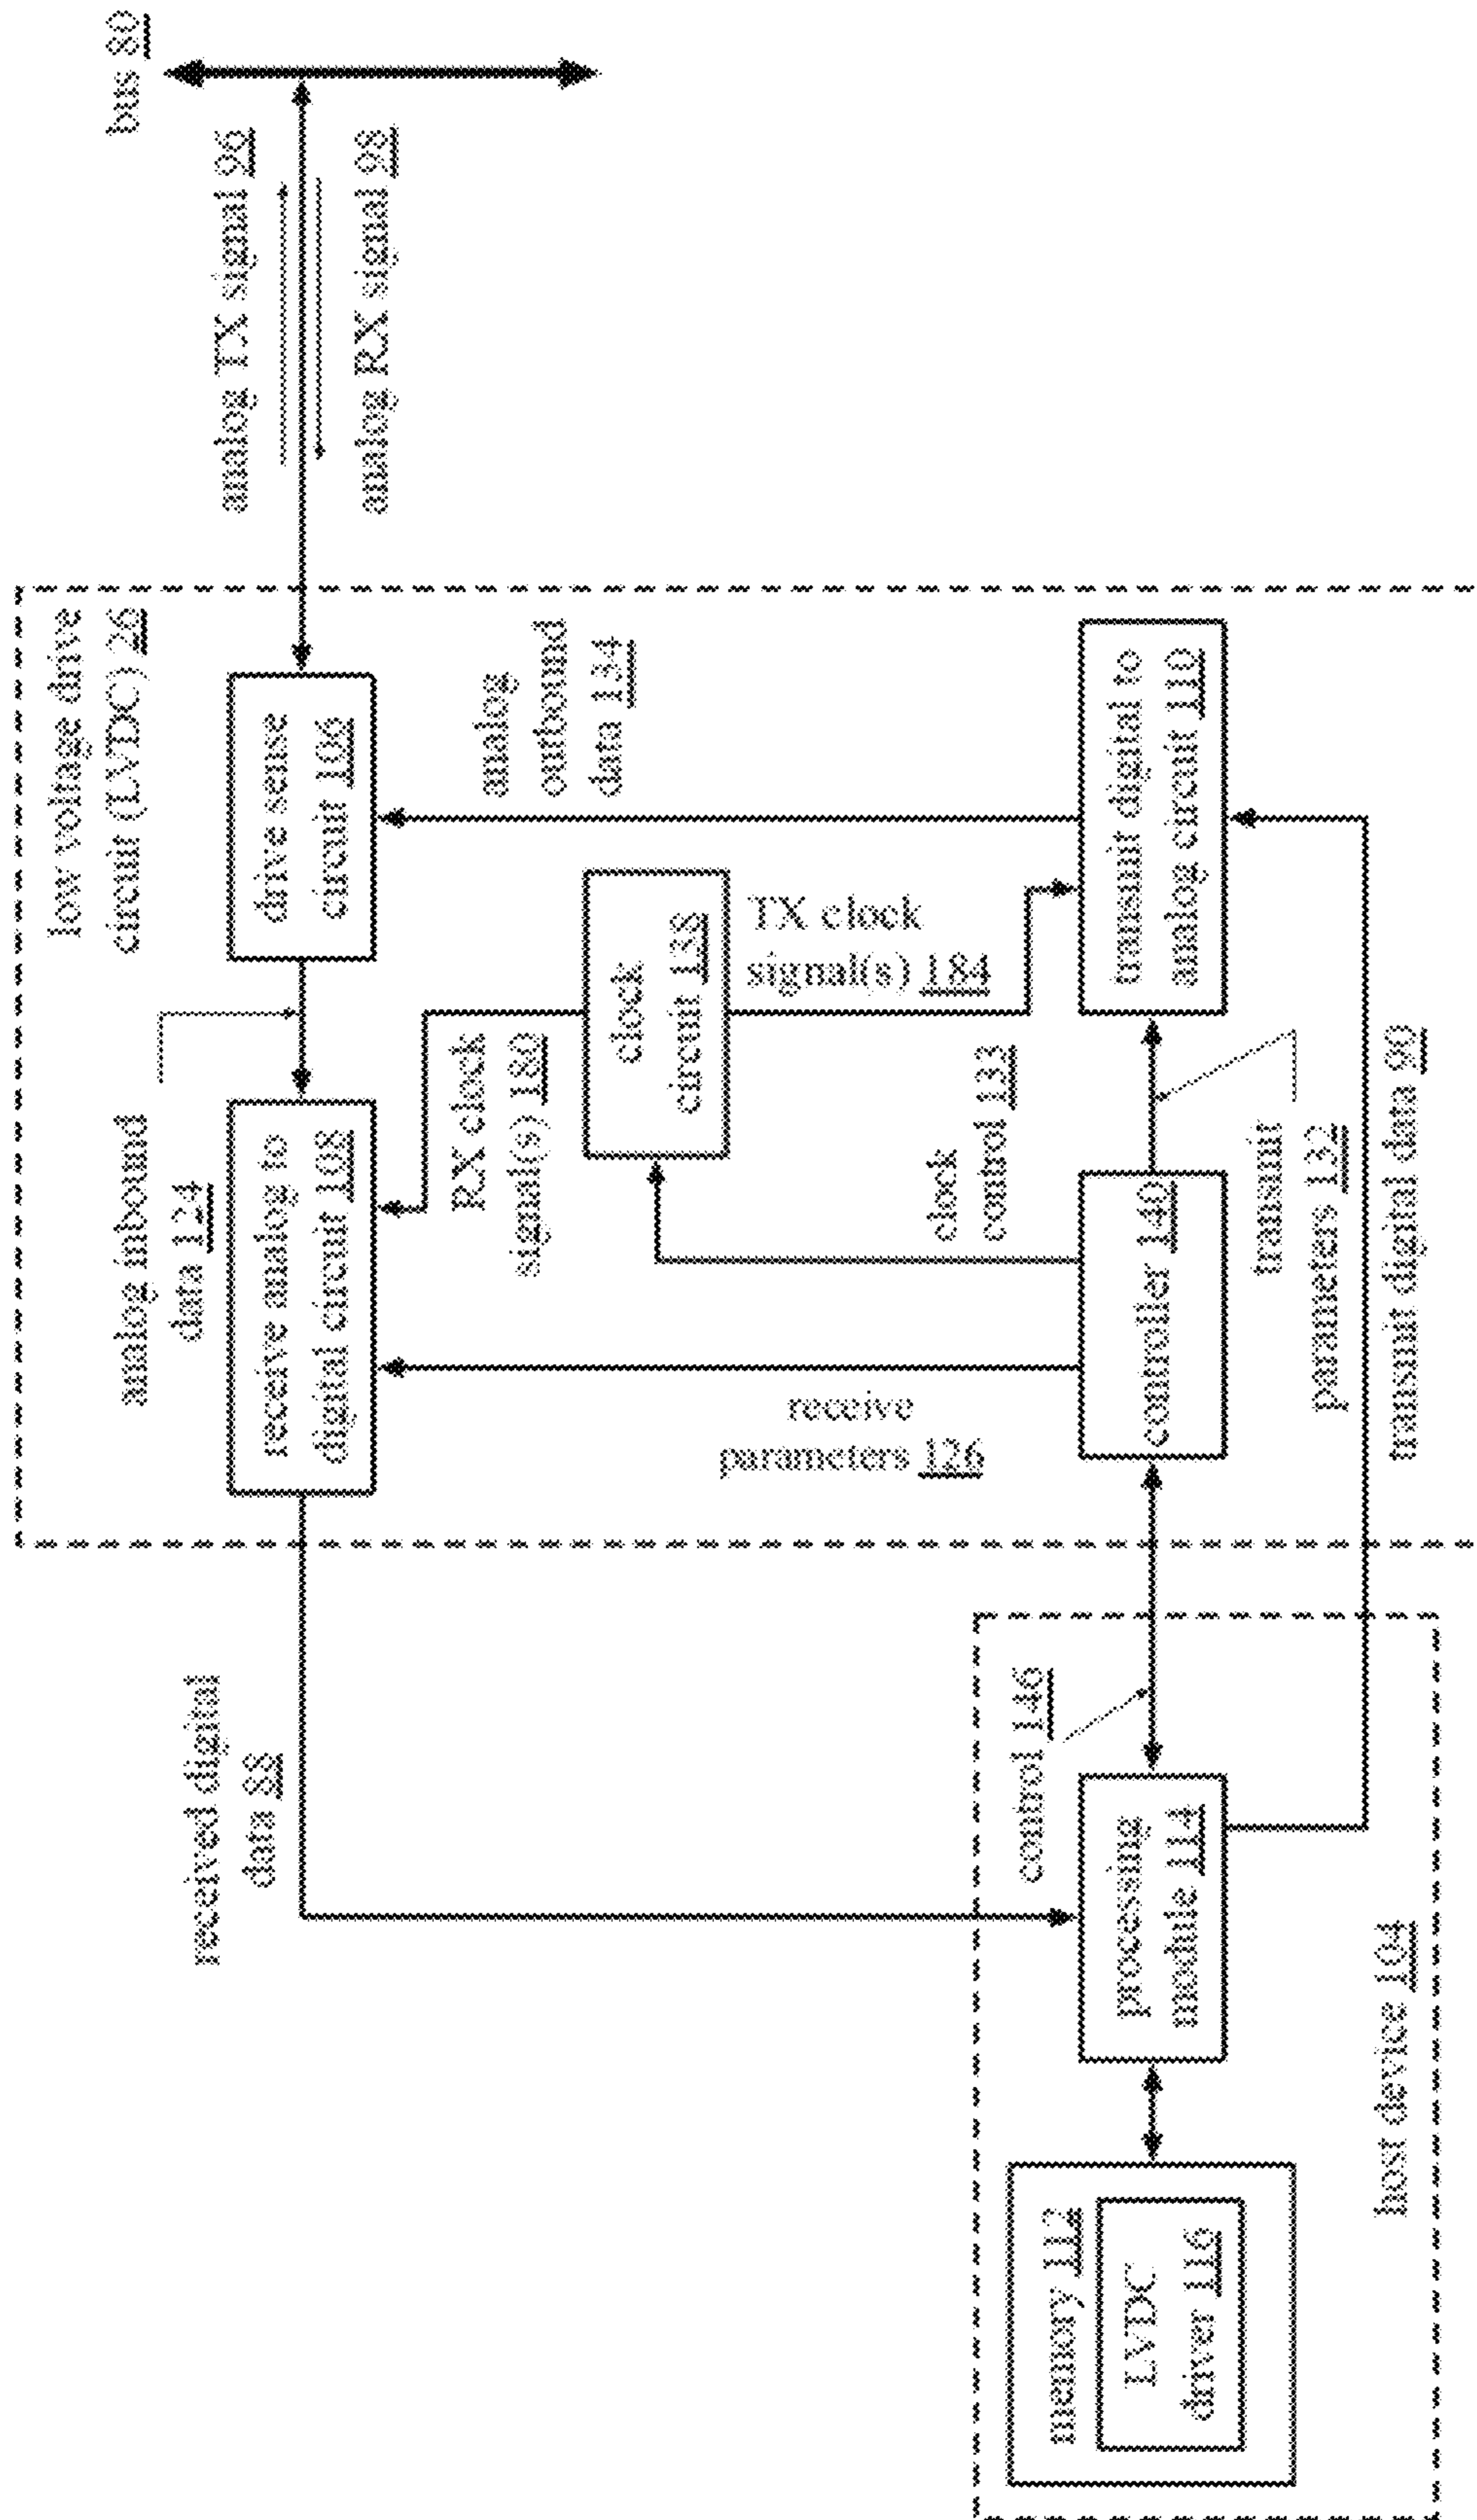 low voltage drive
circuit (LVDC) 26
bus 80
received digital
data 88
analog inbound
data 124
receive analog to
digital circuit 108
drive sense
circuit 106
analog TX signal 96
analog RX signal 98
RX clock
signal(s) 180
analog
outbound
data 134
clock
circuit 138
TX clock
signal(s) 184
receive
parameters 126
clock
control 133
control 146
memory 112
LVDC
driver 116
processing
module 114
controller 140
transmit digital to
analog circuit 110
transmit
parameters 132
host device 104
transmit digital data 90